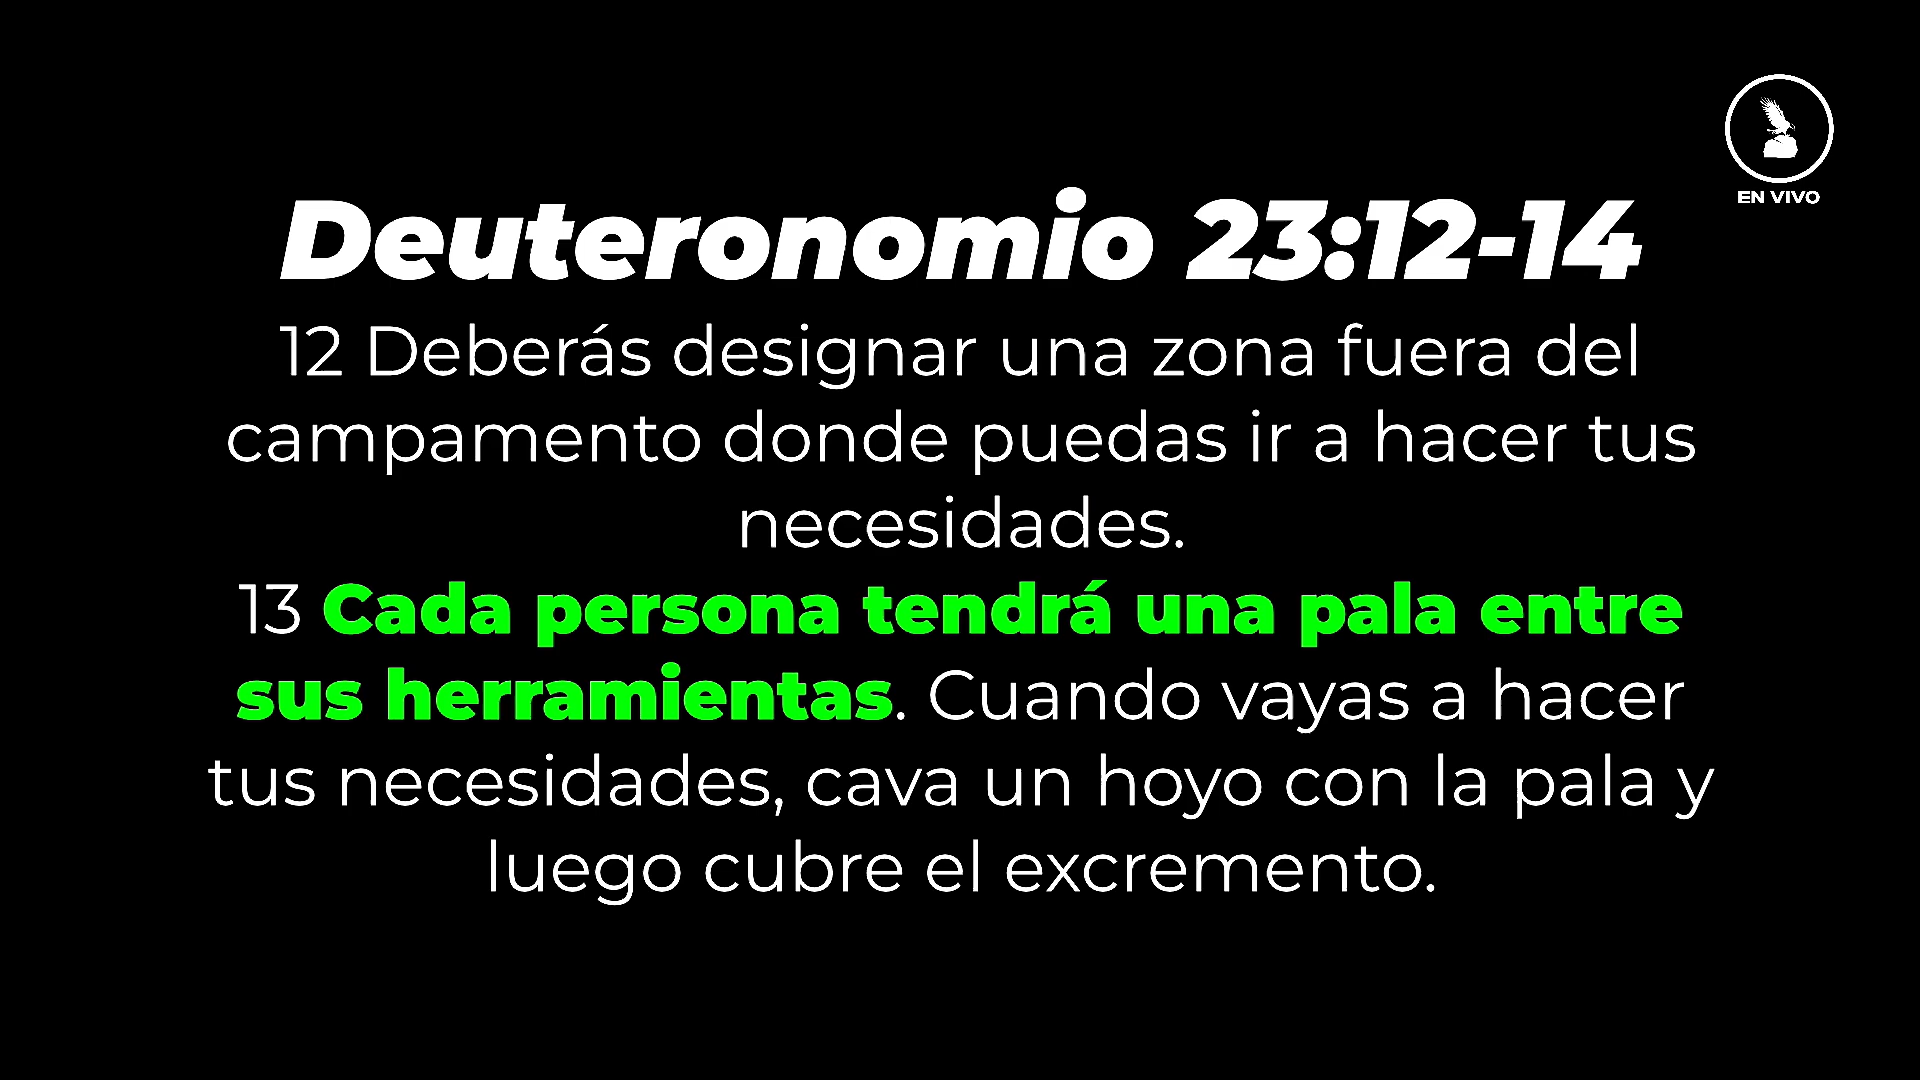 EN VIVO
Deuteronomio 23:12-14
12 Deberás designar una zona fuera del
campamento donde puedas ir a hacer tus
necesidades.
13 Cada persona tendrá una pala entre
sus herramientas. Cuando vayas a hacer
tus necesidades, cava un hoyo con la pala y
luego cubre el excremento.